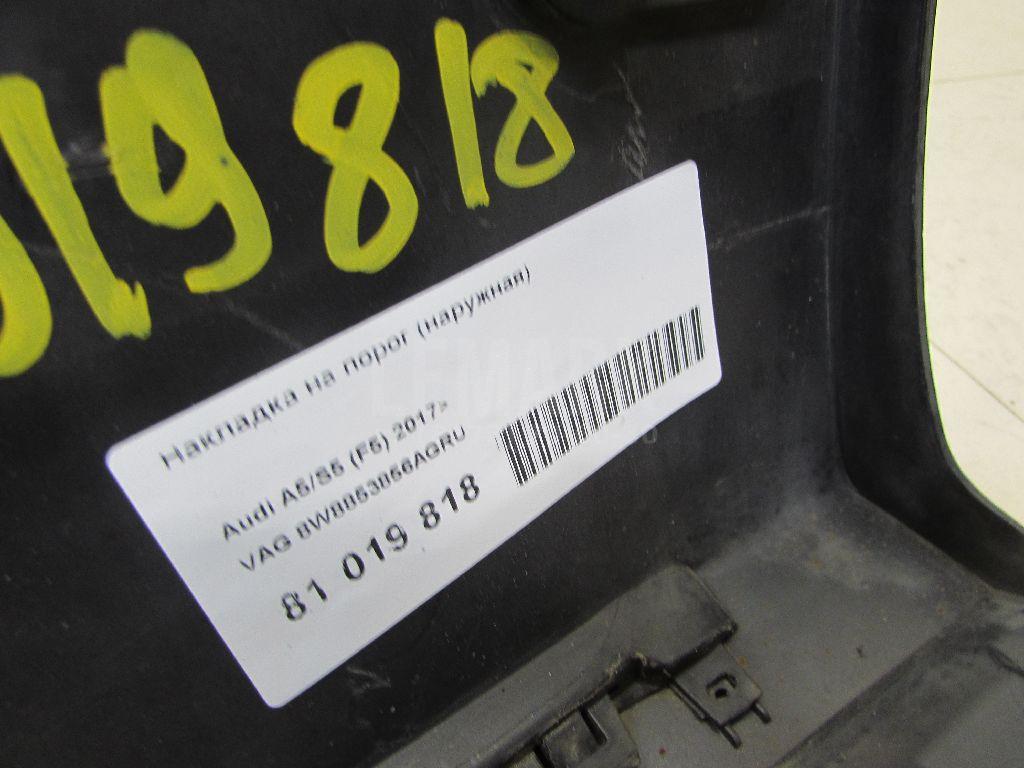 019818
Накладка на порог (наружная)
Audi A5/S5 (F5) 2017>
VAG 8W8853856AGRU
81 019 818